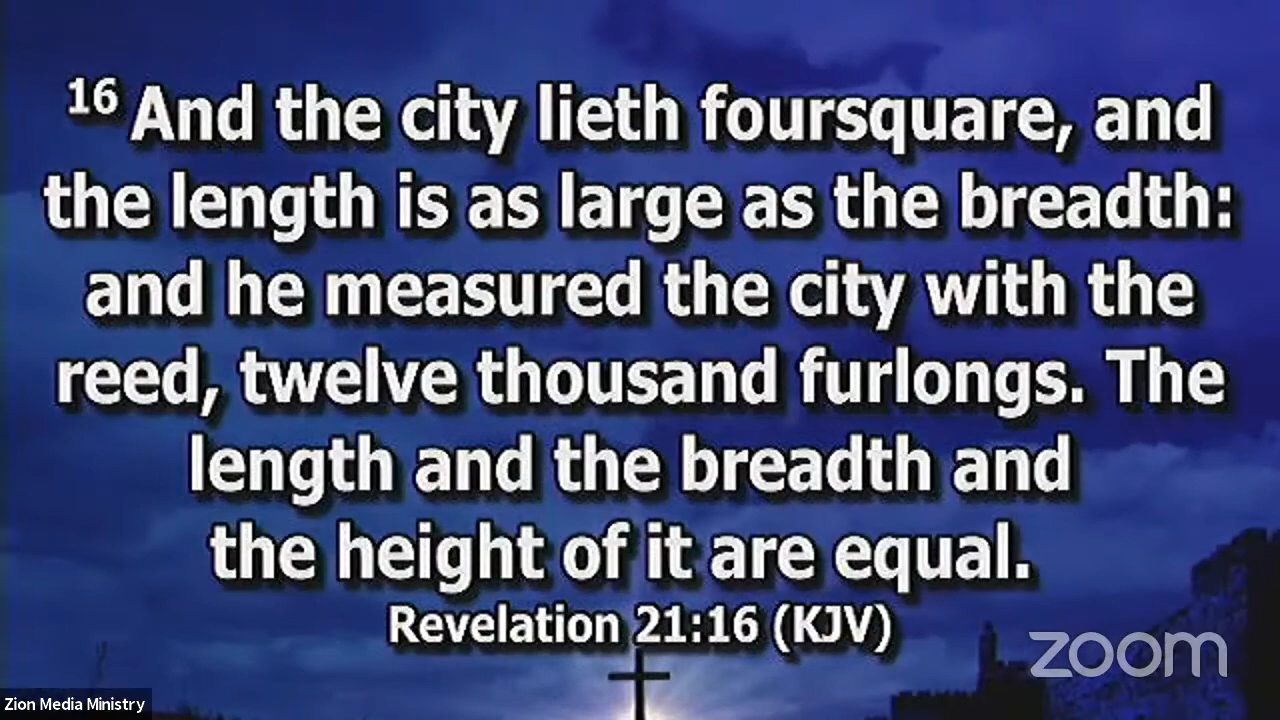 16 And the city lieth foursquare, and
the length is as large as the breadth:
and he measured the city with the
reed, twelve thousand furlongs. The
length and the breadth and
the height of it are equal.
Revelation 21:16 (KJV)
zoom
Zion Media Ministry